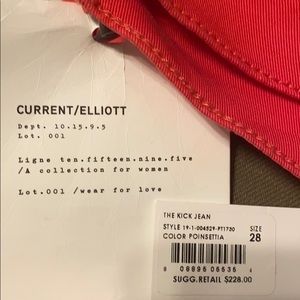 CURRENT/ELLIOTT
Dept. 10.15.9.5
Lot. 001
Ligne ten.fifteen.nine.five
/A collection for women
Lot.001 /wear for love
THE KICK JEAN
STYLE 19-1-004529-PT1730
COLOR POINSETTIA
SIZE
28
SUGG.RETAIL $228.00